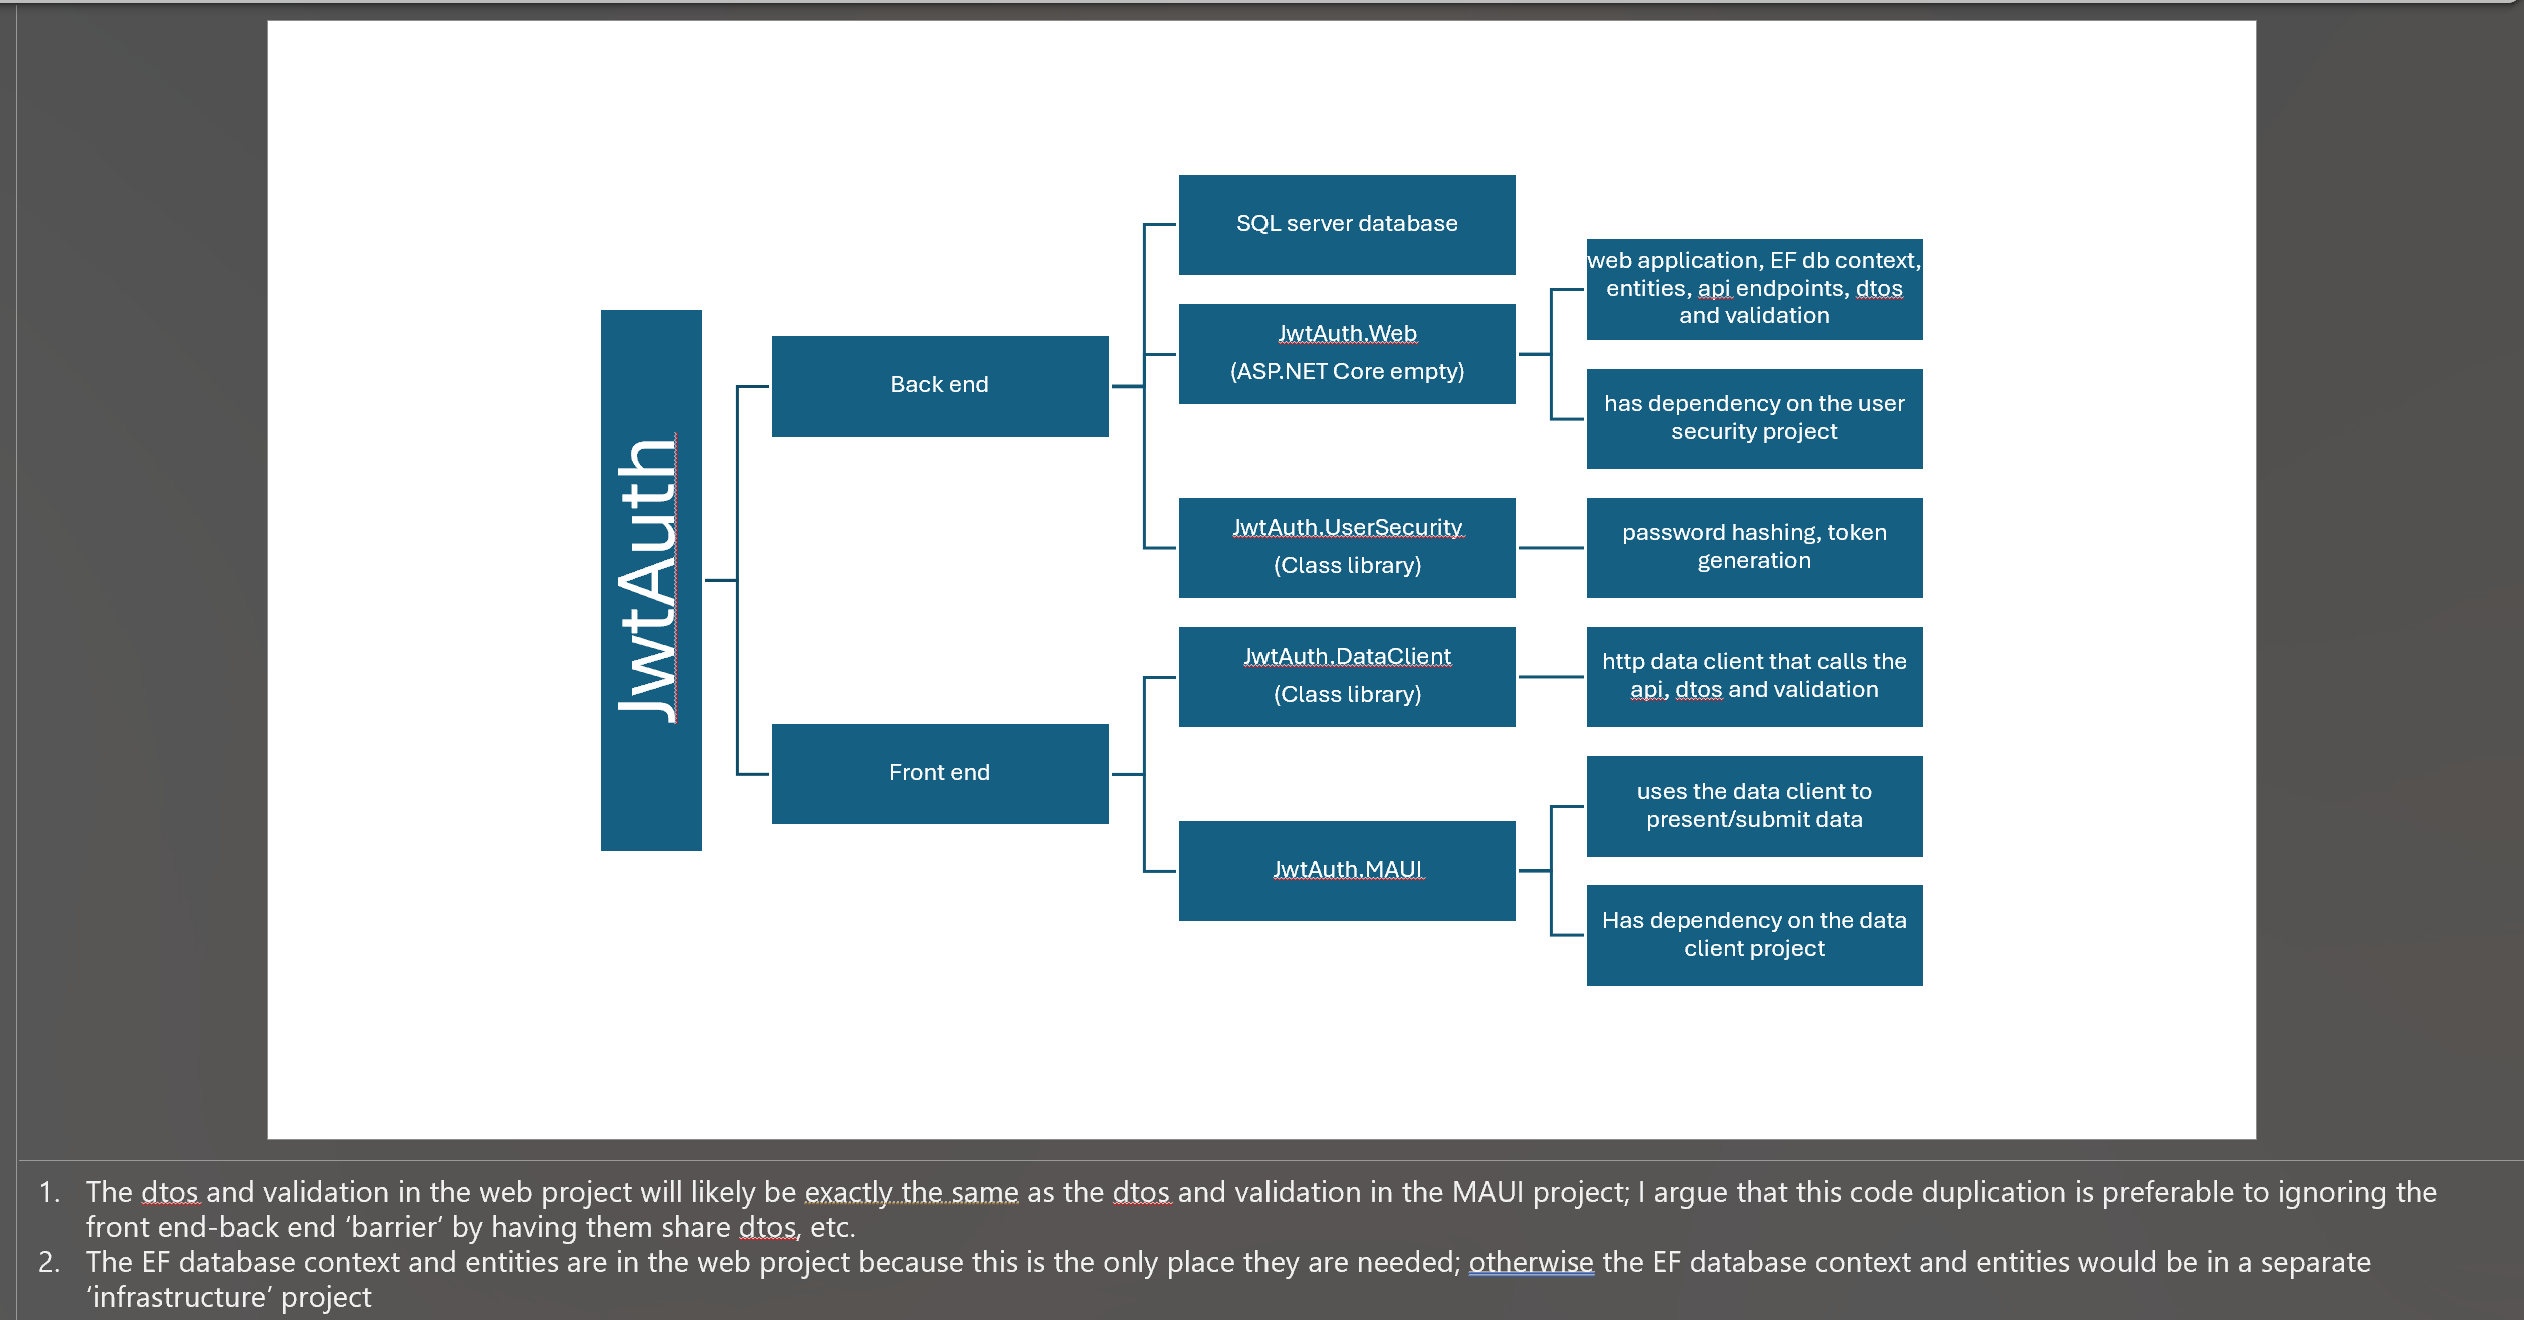 JwtAuth
Back end
SQL server database
JwtAuth.Web
(ASP.NET Core empty)
web application, EF db context,
entities, api endpoints, dtos
and validation
has dependency on the user
security project
JwtAuth.UserSecurity
(Class library)
password hashing, token
generation
Front end
JwtAuth.DataClient
(Class library)
http data client that calls the
api, dtos and validation
JwtAuth.MAUI
uses the data client to
present/submit data
Has dependency on the data
client project
1. The dtos and validation in the web project will likely be exactly the same as the dtos and validation in the MAUI project; I argue that this code duplication is preferable to ignoring the
front end-back end ‘barrier’ by having them share dtos, etc.
2. The EF database context and entities are in the web project because this is the only place they are needed; otherwise the EF database context and entities would be in a separate
‘infrastructure’ project